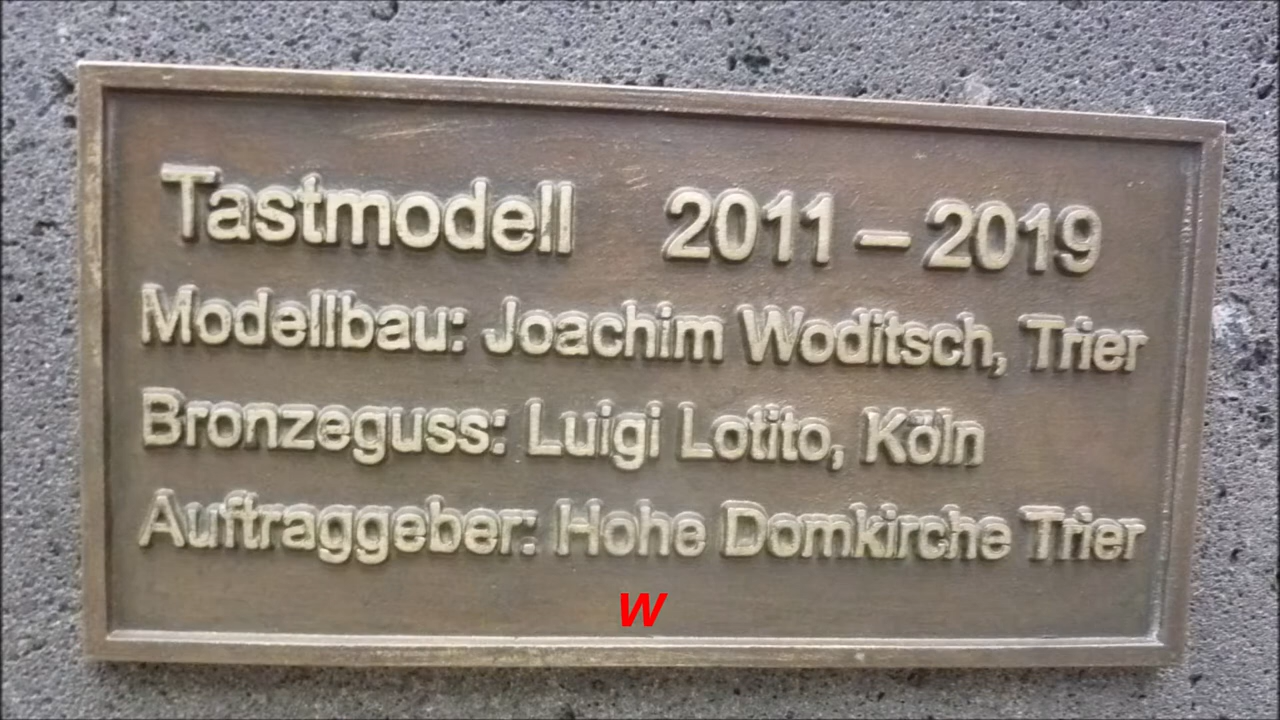 Tastmodell 2011 – 2019
Modellbau: Joachim Woditsch, Trier
Bronzeguss: Luigi Lotito, Köln
Auftraggeber: Hohe Domkirche Trier
W